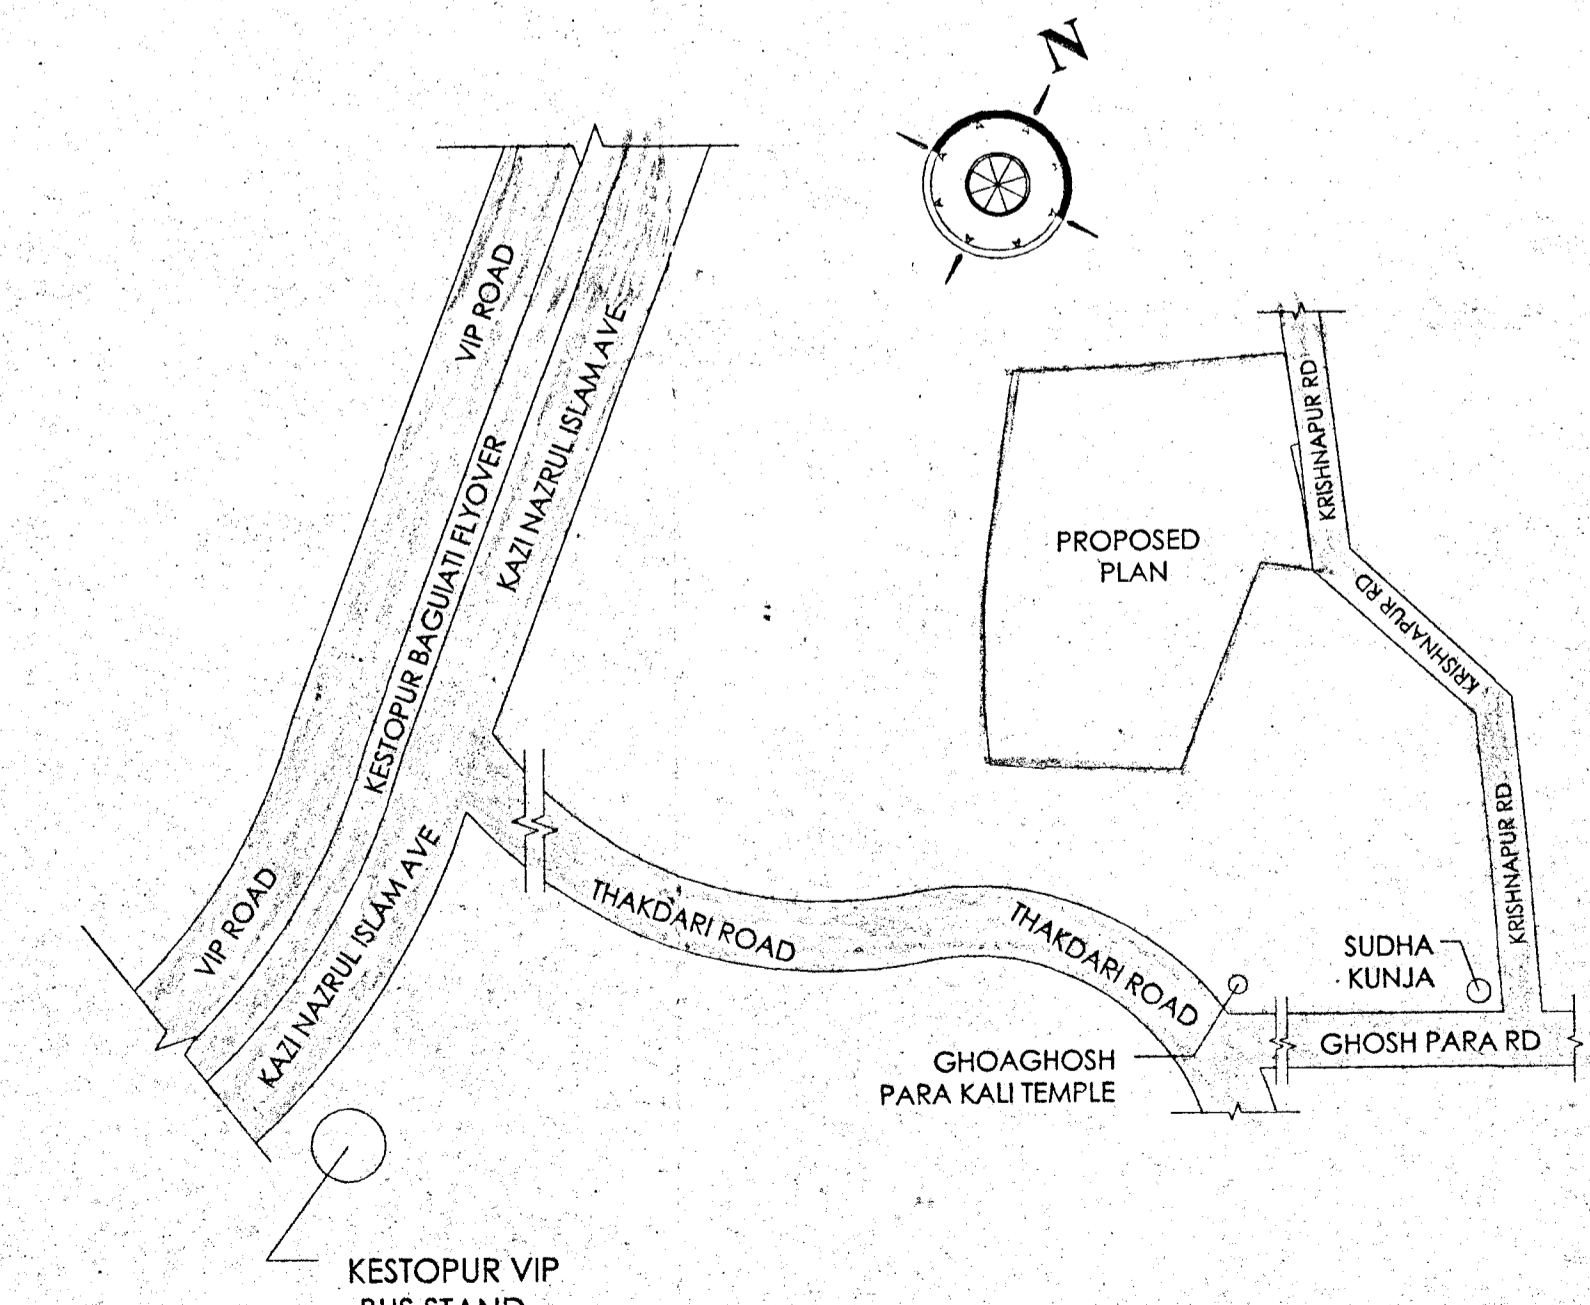 N
VIP ROAD
KESTOPUR BAGUIATI FLYOVER
KAZI NAZRUL ISLAM AVE
KRISHNAPUR RD
PROPOSED
PLAN
KRISHNAPUR RD
KRISHNAPUR RD
VIP ROAD
KAZI NAZRUL ISLAM AVE
THAKDARI ROAD
THAKDARI ROAD
SUDHA
KUNJA
GHOSH PARA RD
GHOAGHOSH
PARA KALI TEMPLE
KESTOPUR VIP
BUS STAND